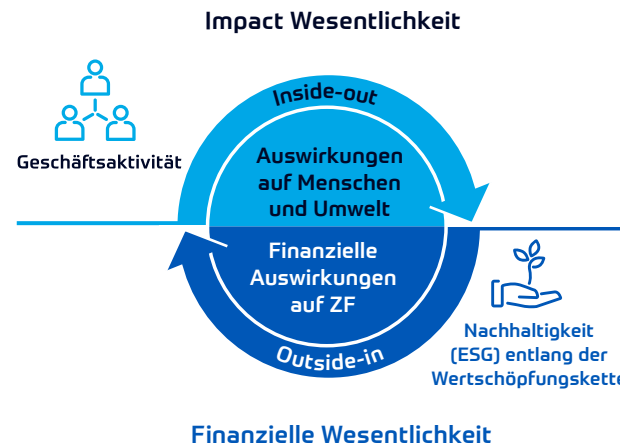 Impact Wesentlichkeit
Inside-out
Geschäftsaktivität
Auswirkungen
auf Menschen
und Umwelt
Finanzielle
Auswirkungen
auf ZF
Outside-in
Nachhaltigkeit
(ESG) entlang der
Wertschöpfungskette
Finanzielle Wesentlichkeit